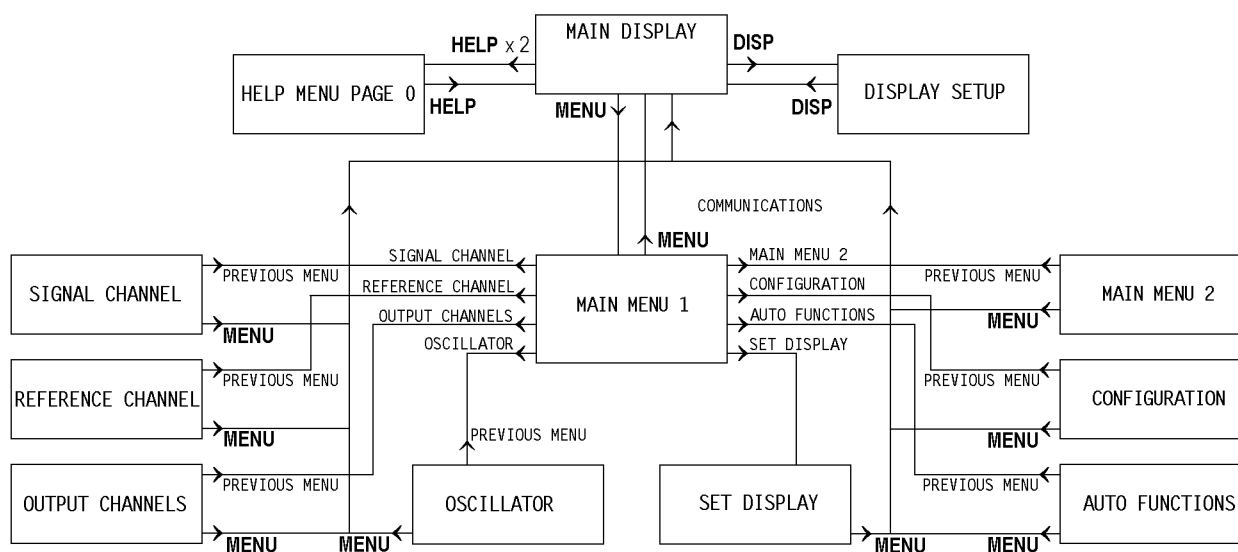 MAIN DISPLAY
HELP x 2
DISP
HELP MENU PAGE 0
DISPLAY SETUP
HELP
MENU
DISP
COMMUNICATIONS
MENU
SIGNAL CHANNEL
MAIN MENU 2
PREVIOUS MENU
PREVIOUS MENU
SIGNAL CHANNEL
REFERENCE CHANNEL
MAIN MENU 1
CONFIGURATION
MAIN MENU 2
OUTPUT CHANNELS
AUTO FUNCTIONS
MENU
MENU
OSCILLATOR
SET DISPLAY
PREVIOUS MENU
PREVIOUS MENU
REFERENCE CHANNEL
CONFIGURATION
MENU
PREVIOUS MENU
MENU
PREVIOUS MENU
PREVIOUS MENU
OUTPUT CHANNELS
OSCILLATOR
SET DISPLAY
AUTO FUNCTIONS
MENU
MENU
MENU
MENU